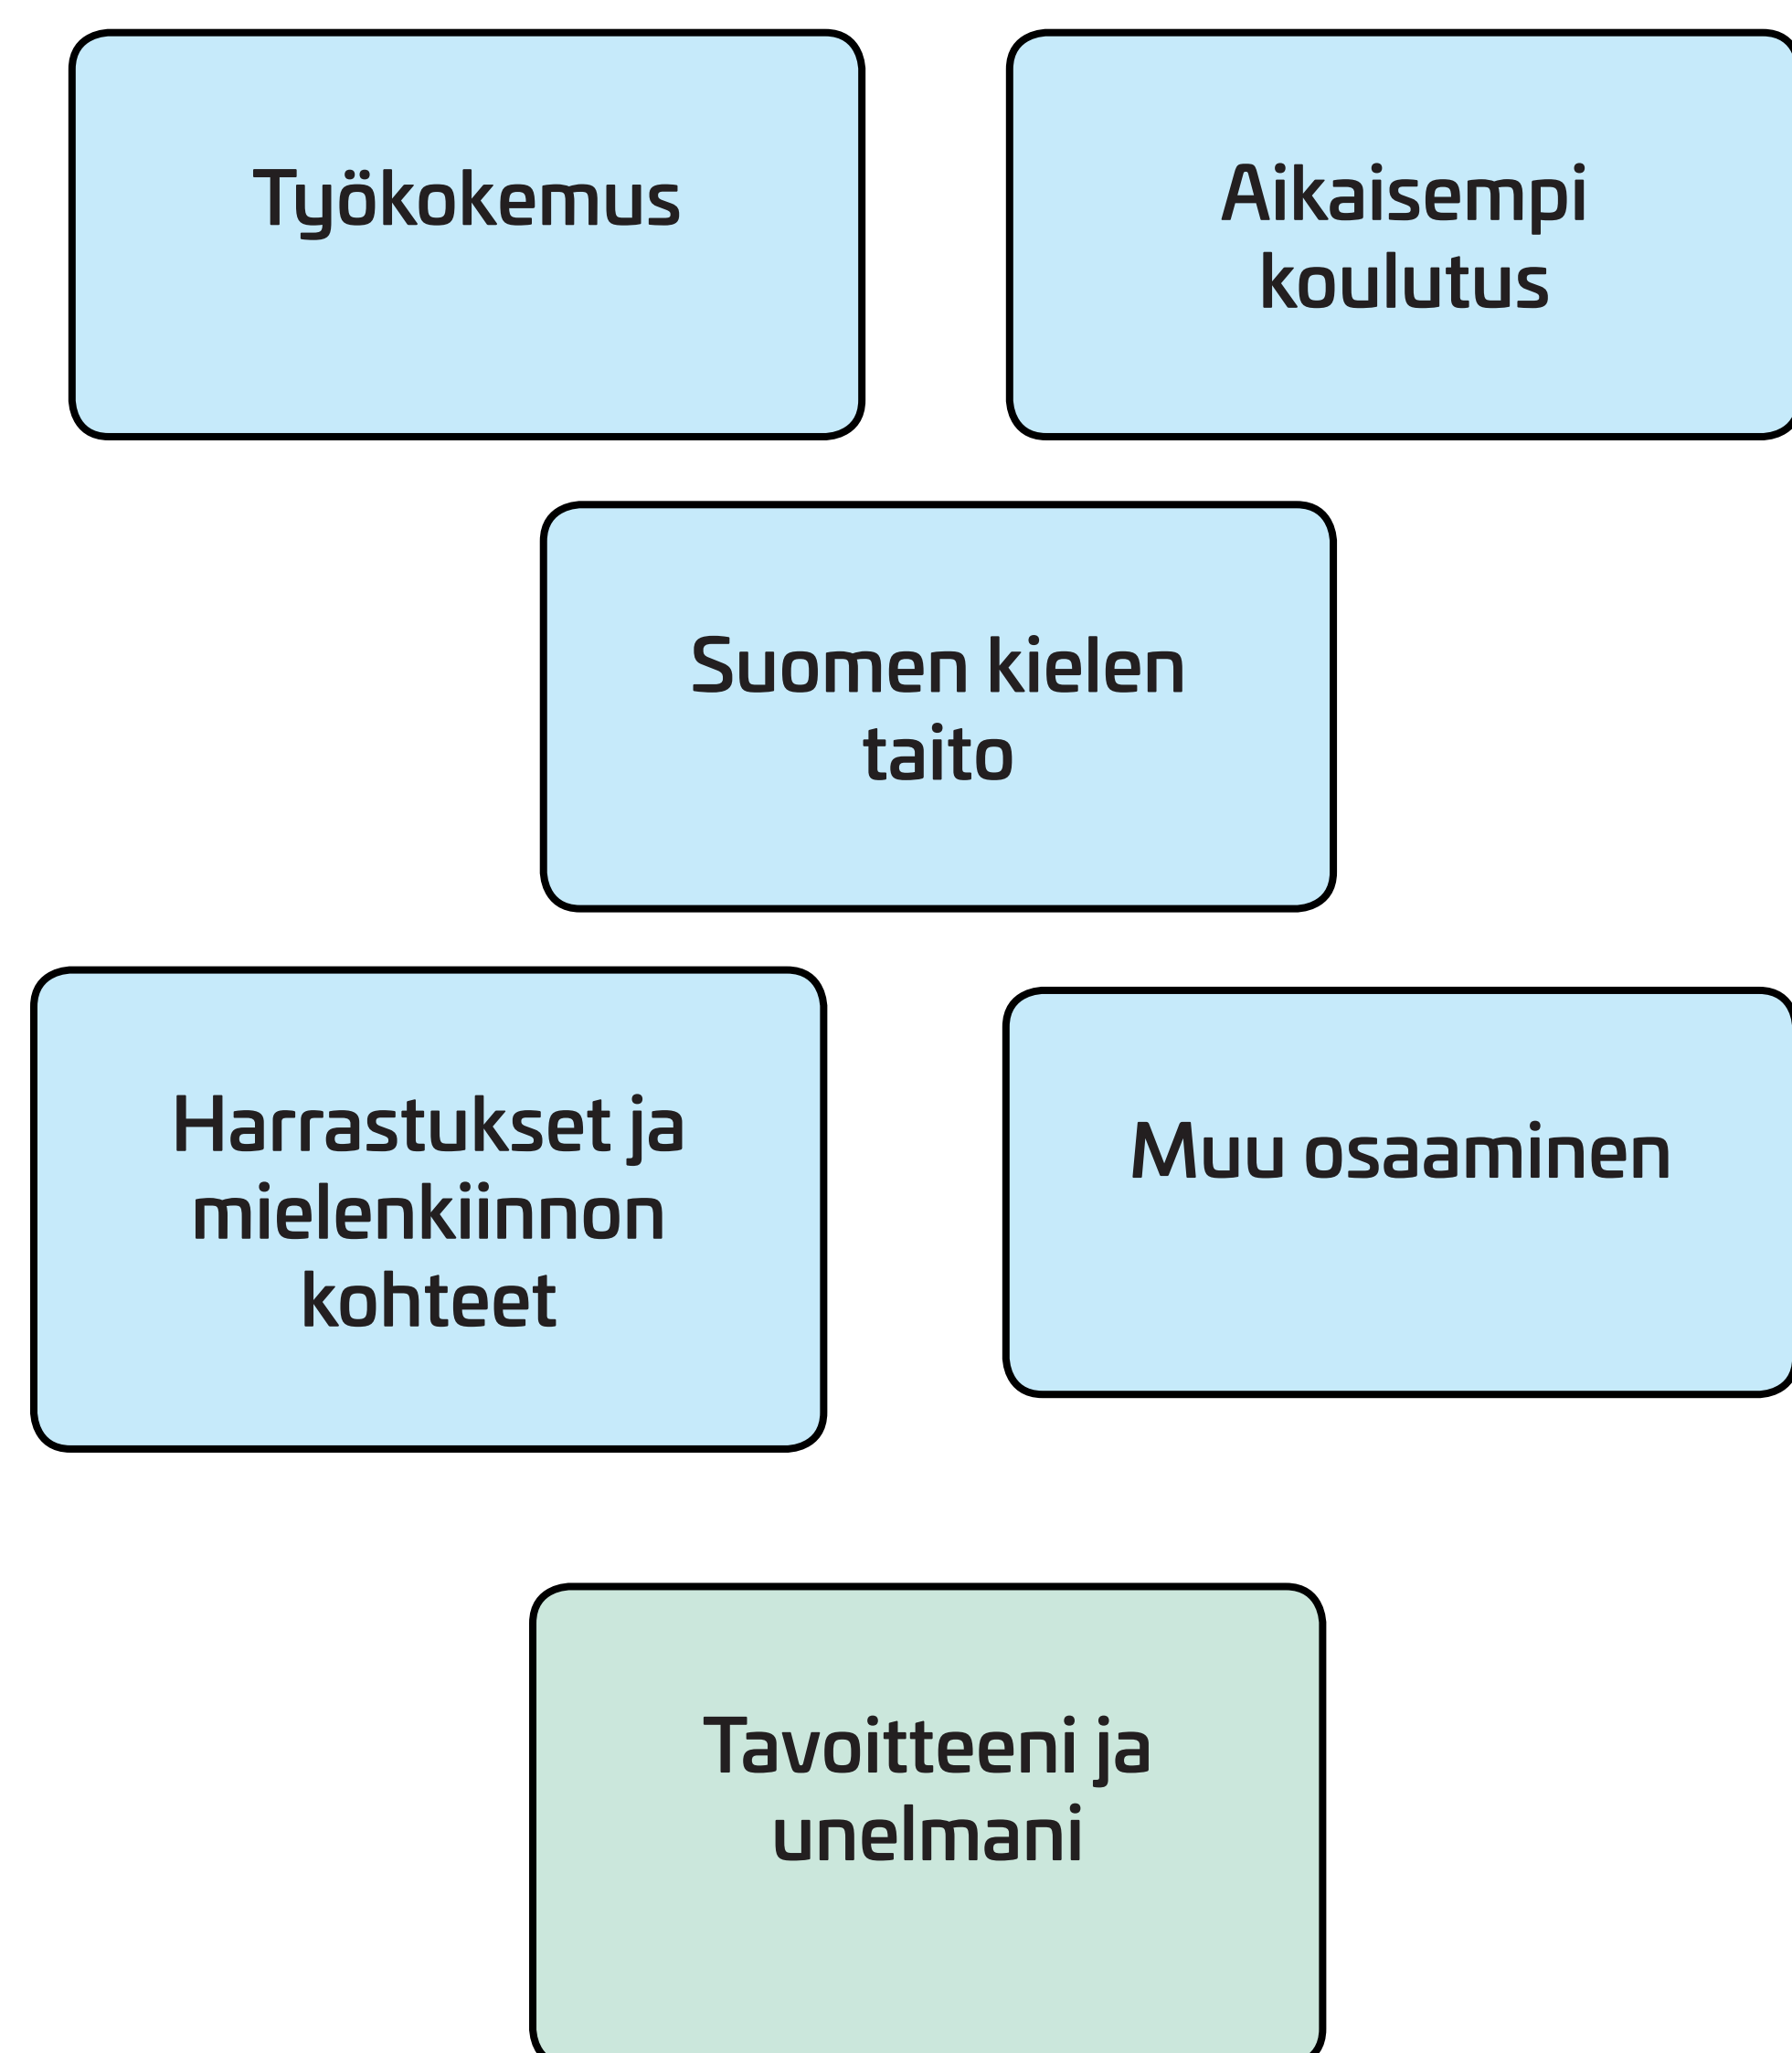 Työkokemus
Aikaisempi
koulutus
Suomen kielen
taito
Harrastukset ja
mielenkiinnon
kohteet
Muu osaaminen
Tavoitteeni ja
unelmani